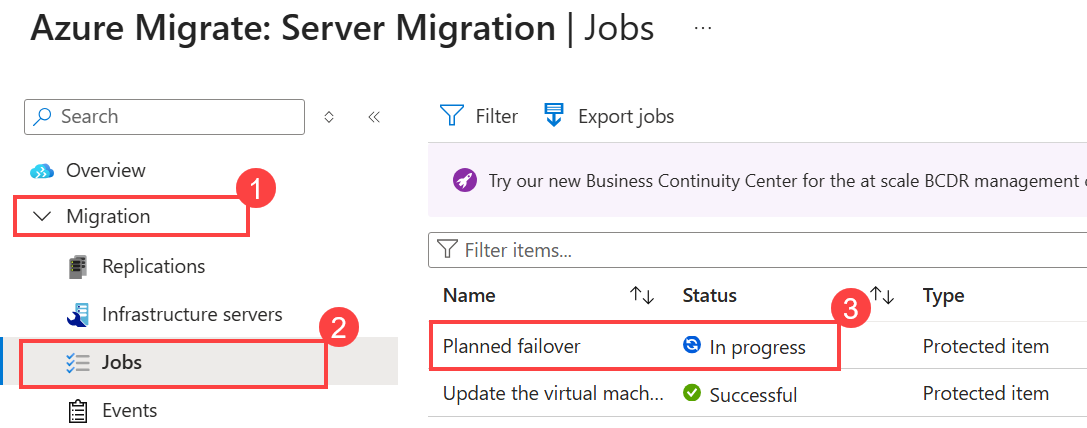 Azure Migrate: Server Migration | Jobs ...
Search
Filter
Export jobs
Overview
Try our new Business Continuity Center for the at scale BCDR management
1
Migration
Filter items...
Replications
Name
Status
Type
Infrastructure servers
2
3
Planned failover
In progress
Protected item
Jobs
Update the virtual mach...
Successful
Protected item
Events